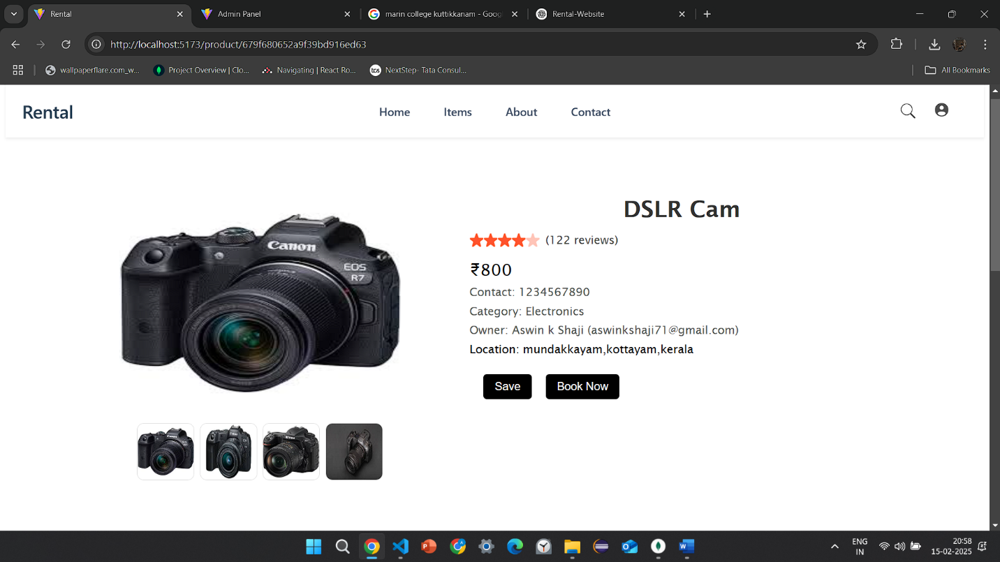 Rental
Admin Panel
marin college kuttikkanam - Goog
Rental-Website
http://localhost:5173/product/679f680652a9f39bd916ed63
wallpaperflare.com_w...
Project Overview | Clo...
Navigating | React Ro...
tcs
NextStep- Tata Consul...
All Bookmarks
Rental
Home
Items
About
Contact
DSLR Cam
(122 reviews)
₹800
Contact: 1234567890
Category: Electronics
Owner: Aswin k Shaji (aswinkshaji71@gmail.com)
Location: mundakkayam,kottayam,kerala
Save
Book Now
Canon
EOS
R7
Nikon
ENG
IN
20:58
15-02-2025